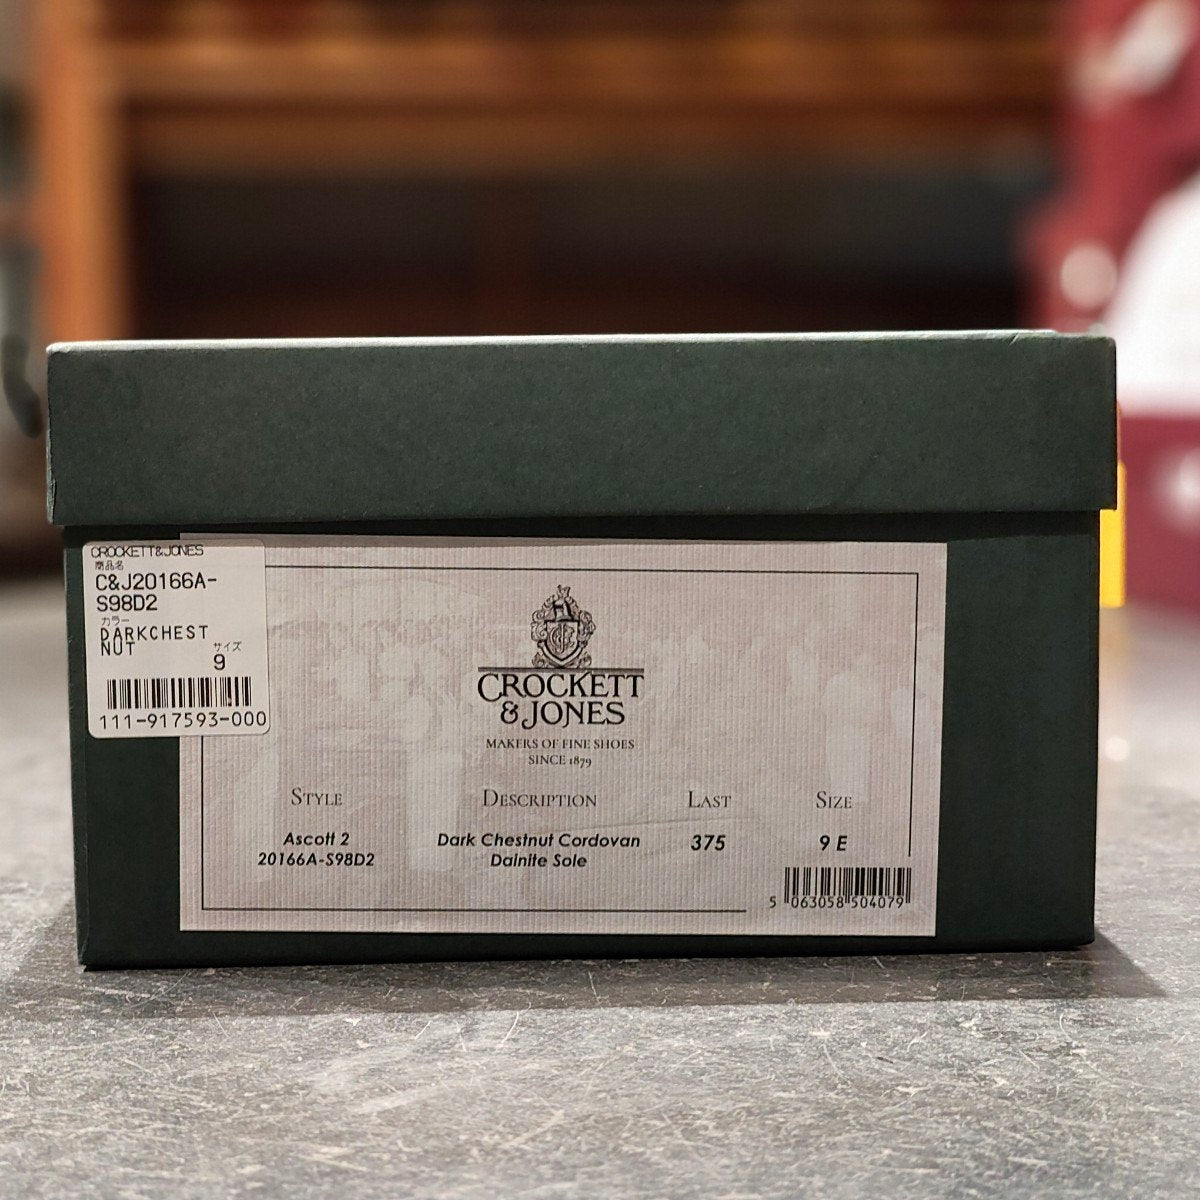 CROCKETT&JONES
商品名
C&J20166A-
S98D2
カラー
DARKCHEST
NUT
サイズ
9
111-917593-000
CROCKETT
& JONES
MAKERS OF FINE SHOES
SINCE 1879
STYLE DESCRIPTION LAST SIZE
Ascott 2 Dark Chestnut Cordovan 375 9 E
20166A-S98D2 Dainite Sole
5 063058 504079